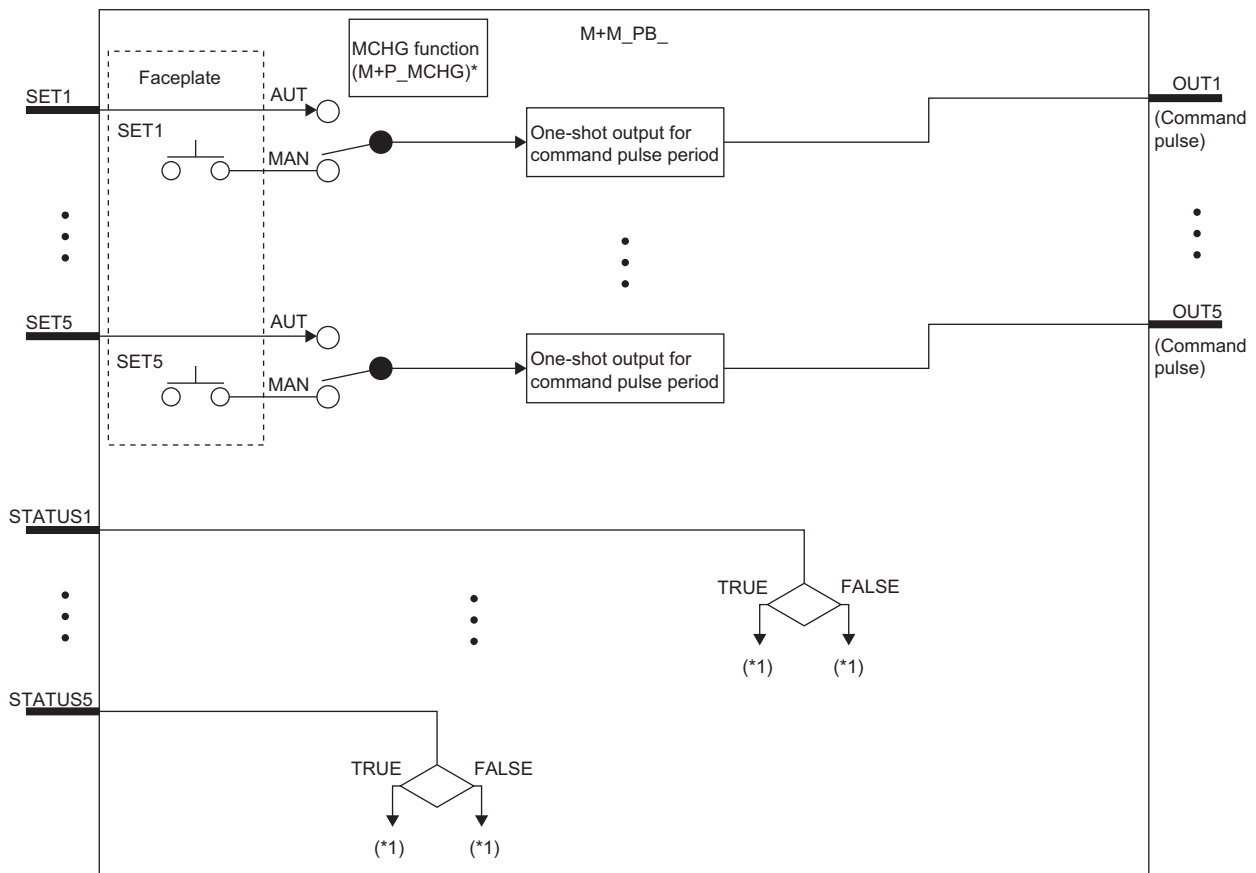 M+M_PB_
MCHG function
(M+P_MCHG)*
Faceplate
SET1
AUT
OUT1
SET1
One-shot output for
command pulse period
(Command
pulse)
MAN
SET5
AUT
OUT5
SET5
One-shot output for
command pulse period
(Command
pulse)
MAN
STATUS1
TRUE
FALSE
(*1)
(*1)
STATUS5
TRUE
FALSE
(*1)
(*1)